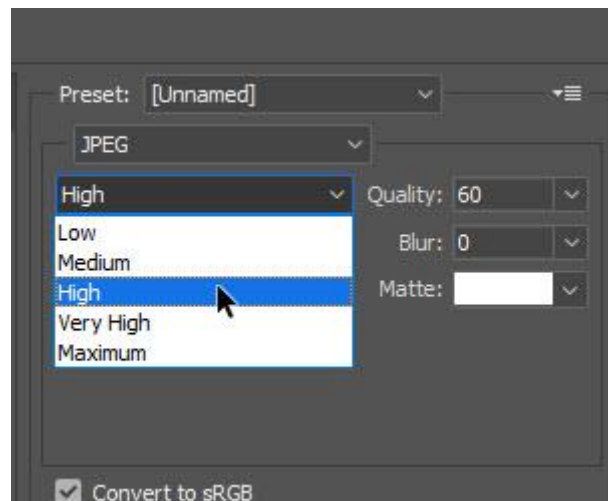 Preset: [Unnamed]
JPEG
High Quality: 60
Low Blur: 0
Medium
High Matte:
Very High
Maximum
Convert to sRGB